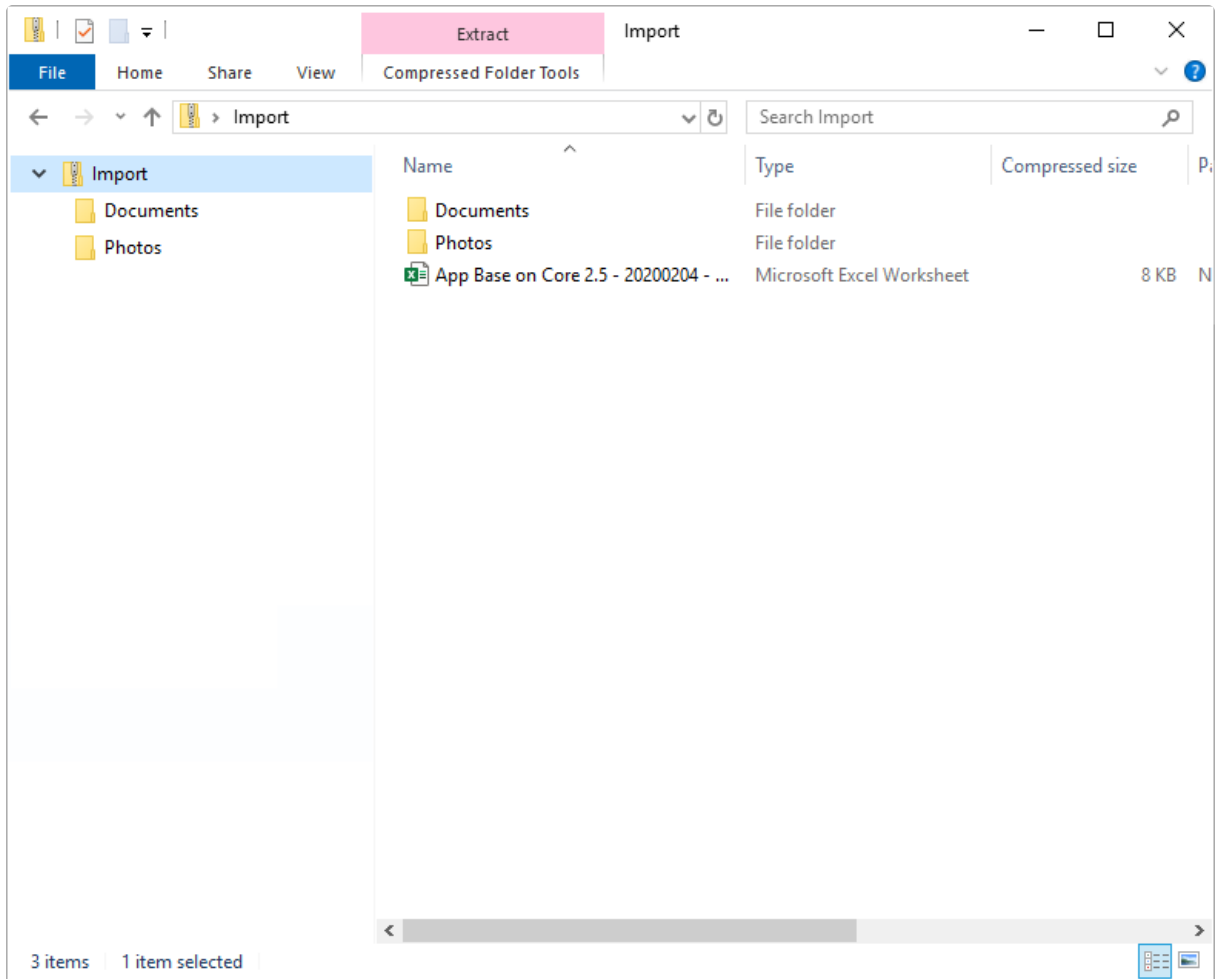 Extract Import
File Home Share View Compressed Folder Tools ?
Import Search Import
Import
Documents
Photos
Name Type Compressed size
Documents File folder
Photos File folder
App Base on Core 2.5 - 20200204 - ... Microsoft Excel Worksheet 8 KB N
3 items 1 item selected